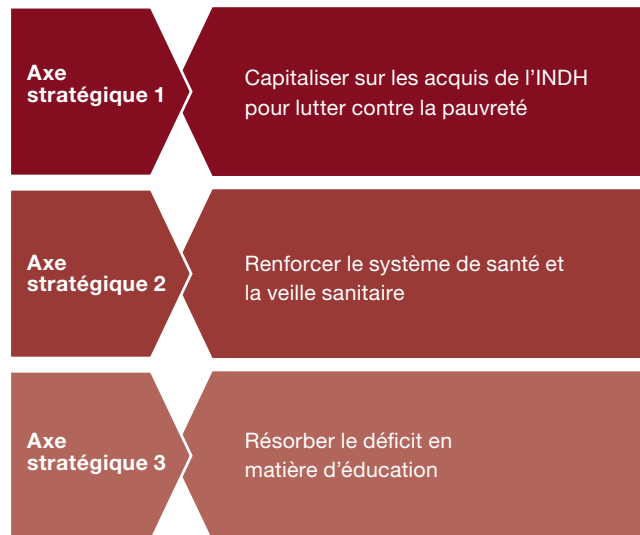 Axe
stratégique 1
Capitaliser sur les acquis de l’INDH
pour lutter contre la pauvreté
Axe
stratégique 2
Renforcer le système de santé et
la veille sanitaire
Axe
stratégique 3
Résorber le déficit en
matière d’éducation